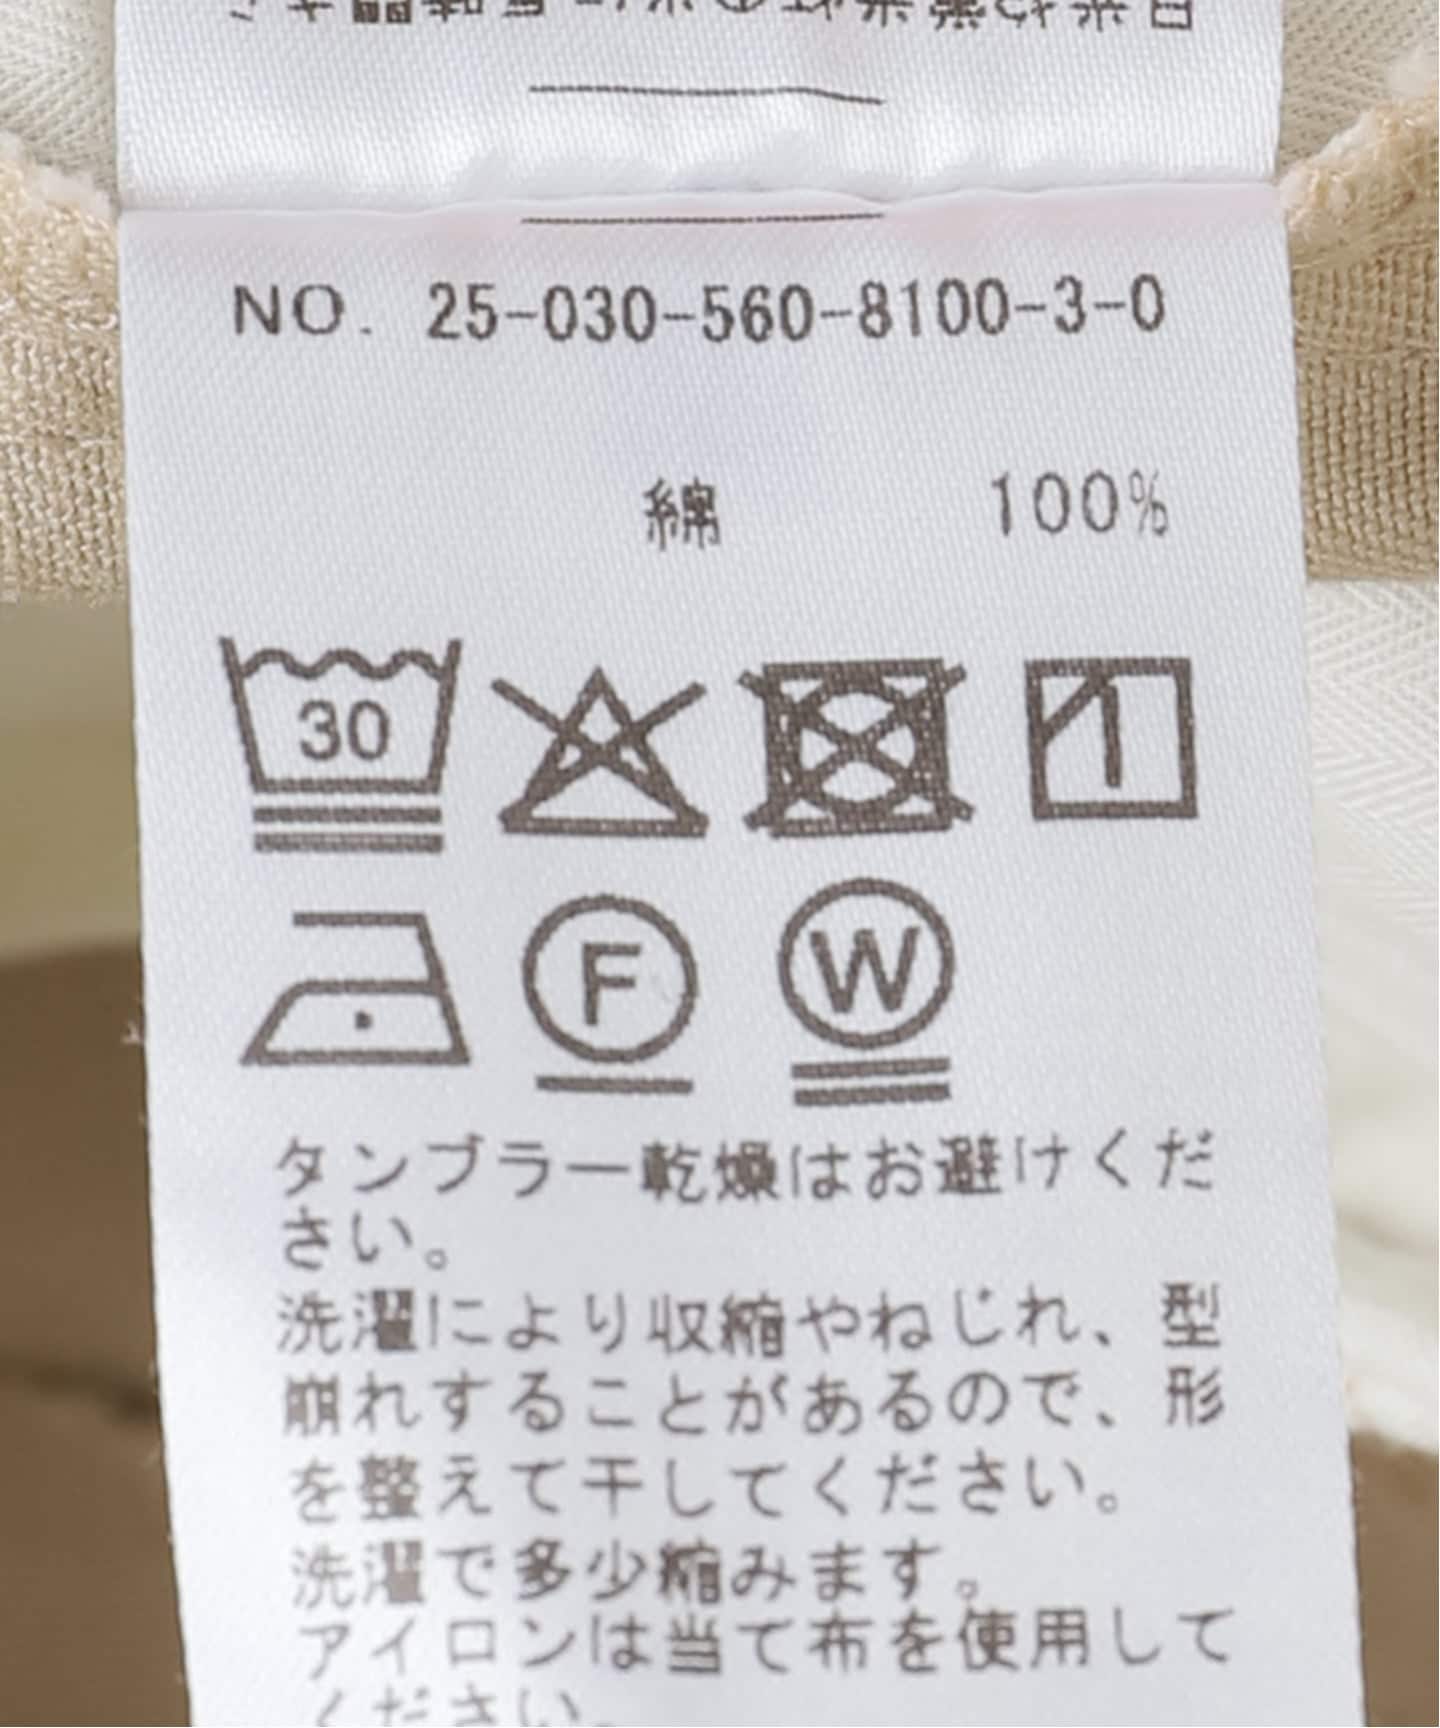 NO. 25-030-560-8100-3-0
綿 100%
30
F W
タンブラー乾燥はお避けくだ
さい。
洗濯により収縮やねじれ、型
崩れすることがあるので、形
を整えて干してください。
洗濯で多少縮みます。
アイロンは当て布を使用して
ください。